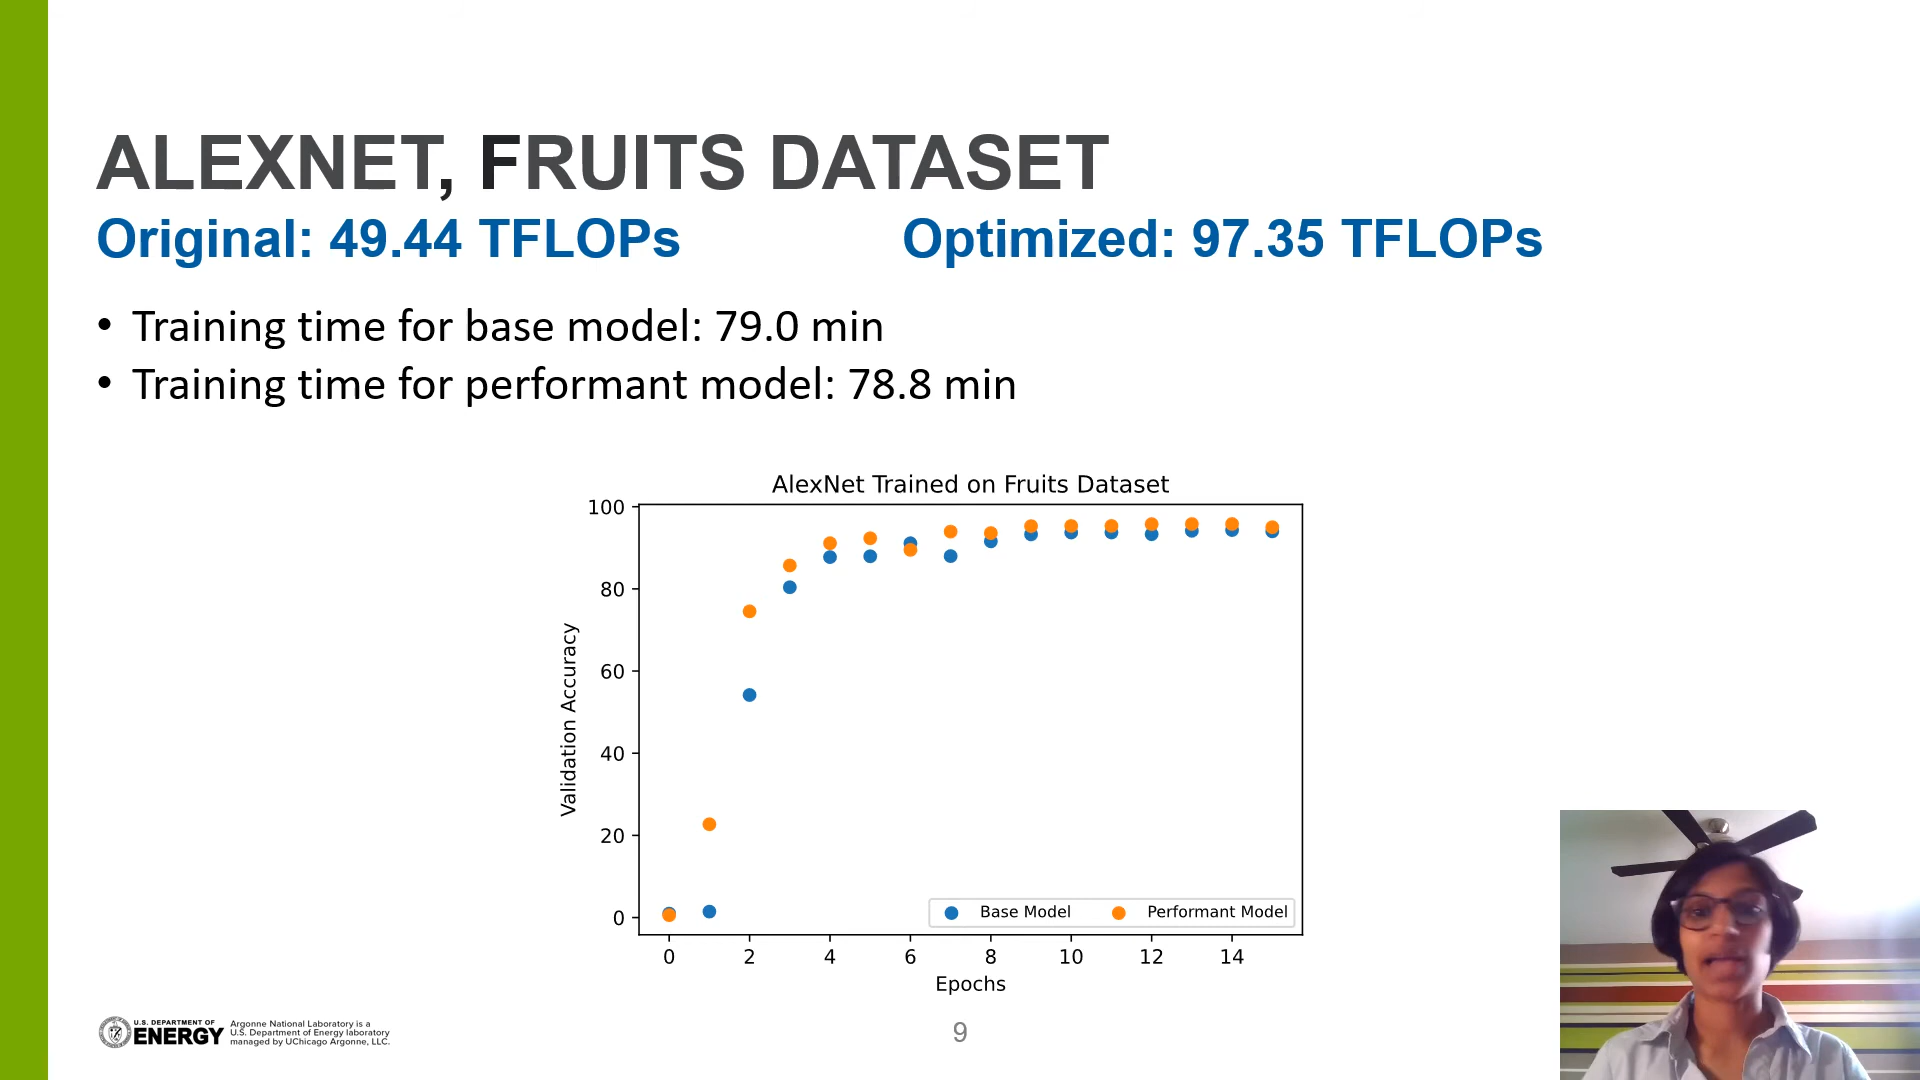 ALEXNET, FRUITS DATASET
Original: 49.44 TFLOPs Optimized: 97.35 TFLOPs
• Training time for base model: 79.0 min
• Training time for performant model: 78.8 min
AlexNet Trained on Fruits Dataset
100
80
60
40
20
0
Validation Accuracy
Base Model Performant Model
0 2 4 6 8 10 12 14
Epochs
U.S. DEPARTMENT OF
ENERGY
Argonne National Laboratory is a
U.S. Department of Energy laboratory
managed by UChicago Argonne, LLC.
9